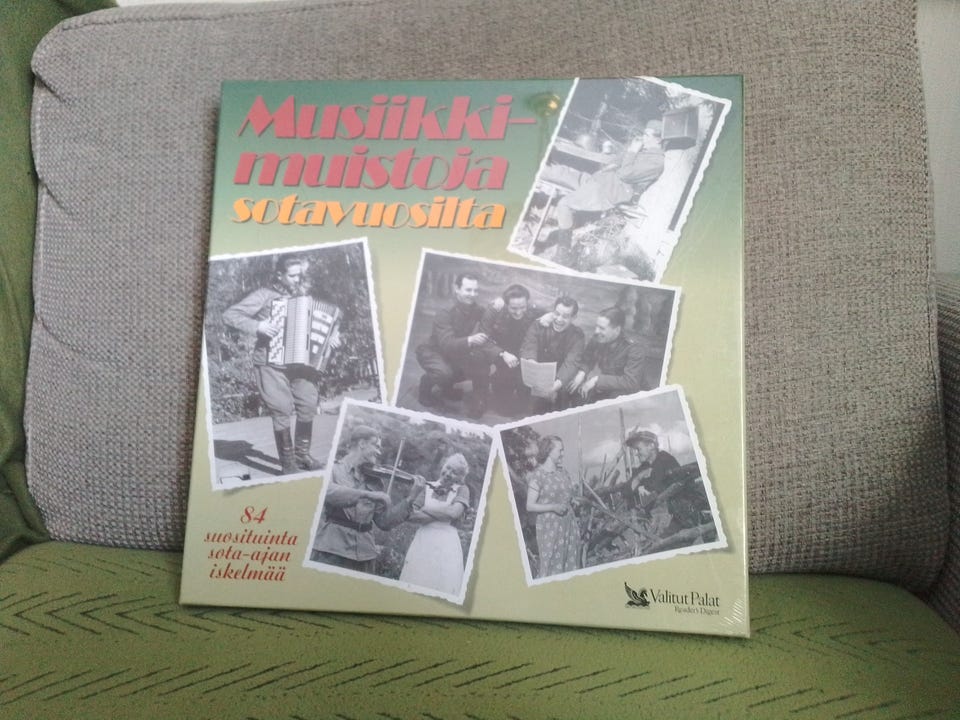 Musiikki-
muistoja
sotavuosilta
84
suosituinta
sota-ajan
iskelmää
Valitut Palat
Reader's Digest